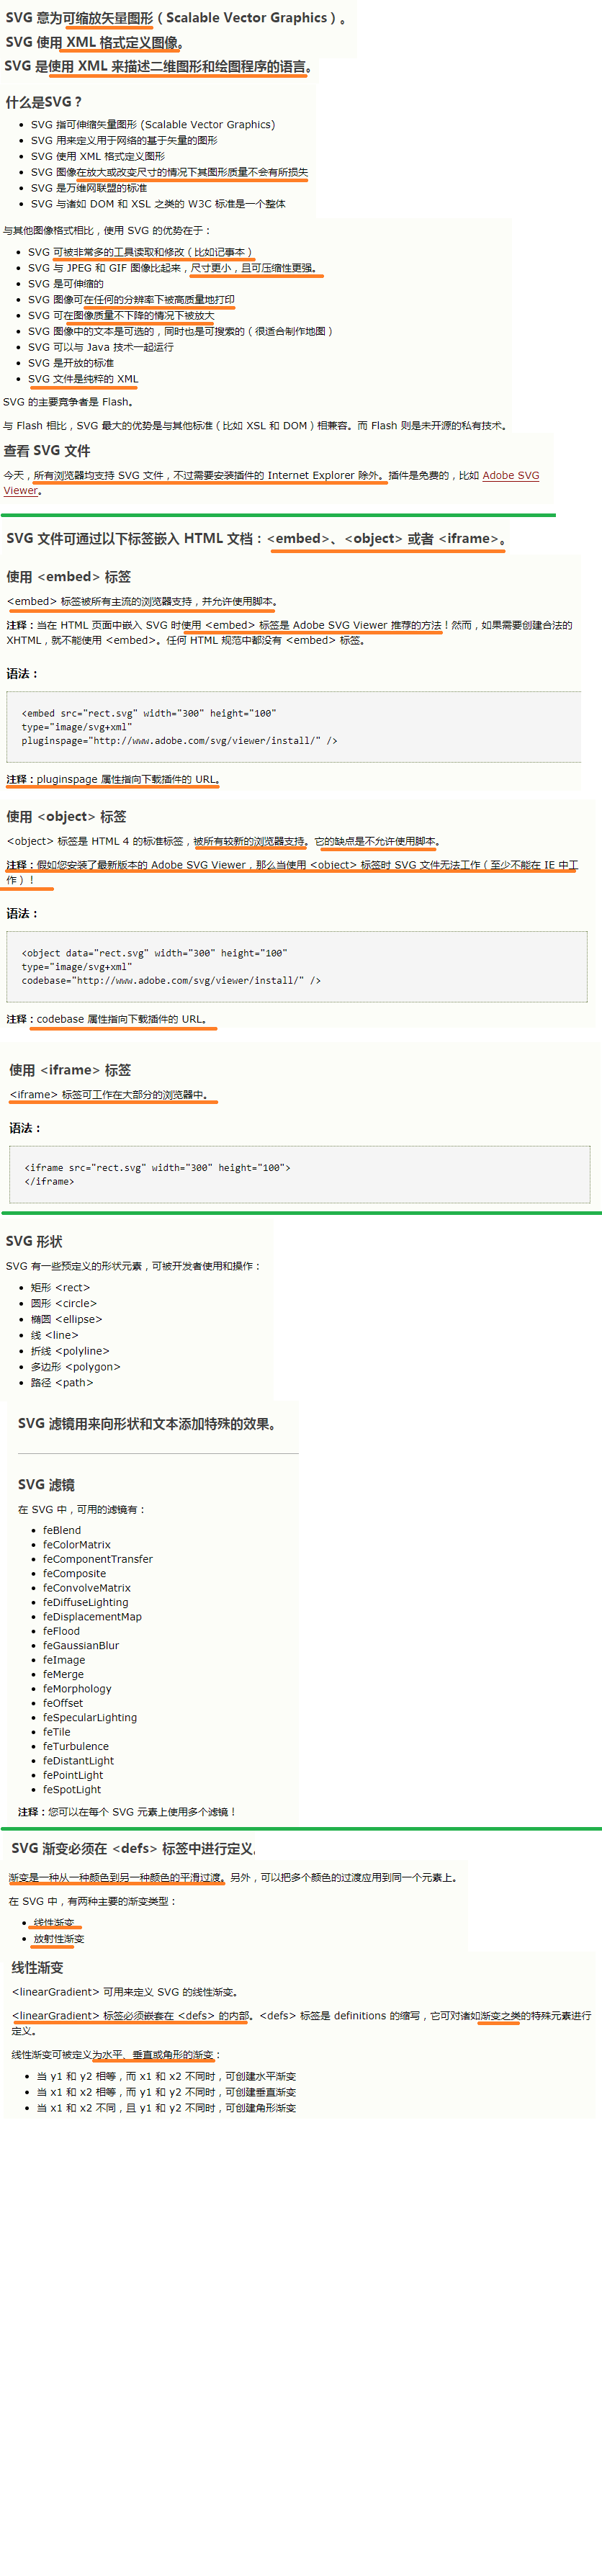 SVG 意为可缩放矢量图形（Scalable Vector Graphics）。
SVG 使用 XML 格式定义图像。
SVG 是使用 XML 来描述二维图形和绘图程序的语言。
什么是SVG？
• SVG 指可伸缩矢量图形 (Scalable Vector Graphics)
• SVG 用来定义用于网络的基于矢量的图形
• SVG 使用 XML 格式定义图形
• SVG 图像在放大或改变尺寸的情况下其图形质量不会有所损失
• SVG 是万维网联盟的标准
• SVG 与诸如 DOM 和 XSL 之类的 W3C 标准是一个整体
与其他图像格式相比，使用 SVG 的优势在于：
• SVG 可被非常多的工具读取和修改（比如记事本）
• SVG 与 JPEG 和 GIF 图像比起来，尺寸更小，且可压缩性更强。
• SVG 是可伸缩的
• SVG 图像可在任何的分辨率下被高质量地打印
• SVG 可在图像质量不下降的情况下被放大
• SVG 图像中的文本是可选的，同时也是可搜索的（很适合制作地图）
• SVG 可以与 Java 技术一起运行
• SVG 是开放的标准
• SVG 文件是纯粹的 XML
SVG 的主要竞争者是 Flash。
与 Flash 相比，SVG 最大的优势是与其他标准（比如 XSL 和 DOM）相兼容。而 Flash 则是未开源的私有技术。
查看 SVG 文件
今天，所有浏览器均支持 SVG 文件，不过需要安装插件的 Internet Explorer 除外。插件是免费的，比如 Adobe SVG
Viewer。
SVG 文件可通过以下标签嵌入 HTML 文档：<embed>、<object> 或者 <iframe>。
使用 <embed> 标签
<embed> 标签被所有主流的浏览器支持，并允许使用脚本。
注释：当在 HTML 页面中嵌入 SVG 时使用 <embed> 标签是 Adobe SVG Viewer 推荐的方法！然而，如果需要创建合法的
XHTML，就不能使用 <embed>。任何 HTML 规范中都没有 <embed> 标签。
语法：
<embed src="rect.svg" width="300" height="100"
type="image/svg+xml"
pluginspage="http://www.adobe.com/svg/viewer/install/" />
注释：pluginspage 属性指向下载插件的 URL。
使用 <object> 标签
<object> 标签是 HTML 4 的标准标签，被所有较新的浏览器支持。它的缺点是不允许使用脚本。
注释：假如您安装了最新版本的 Adobe SVG Viewer，那么当使用 <object> 标签时 SVG 文件无法工作（至少不能在 IE 中工
作）！
语法：
<object data="rect.svg" width="300" height="100"
type="image/svg+xml"
codebase="http://www.adobe.com/svg/viewer/install/" />
注释：codebase 属性指向下载插件的 URL。
使用 <iframe> 标签
<iframe> 标签可工作在大部分的浏览器中。
语法：
<iframe src="rect.svg" width="300" height="100">
</iframe>
SVG 形状
SVG 有一些预定义的形状元素，可被开发者使用和操作：
• 矩形 <rect>
• 圆形 <circle>
• 椭圆 <ellipse>
• 线 <line>
• 折线 <polyline>
• 多边形 <polygon>
• 路径 <path>
SVG 滤镜用来向形状和文本添加特殊的效果。
SVG 滤镜
在 SVG 中，可用的滤镜有：
• feBlend
• feColorMatrix
• feComponentTransfer
• feComposite
• feConvolveMatrix
• feDiffuseLighting
• feDisplacementMap
• feFlood
• feGaussianBlur
• feImage
• feMerge
• feMorphology
• feOffset
• feSpecularLighting
• feTile
• feTurbulence
• feDistantLight
• fePointLight
• feSpotLight
注释：您可以在每个 SVG 元素上使用多个滤镜！
SVG 渐变必须在 <defs> 标签中进行定义.
渐变是一种从一种颜色到另一种颜色的平滑过渡。另外，可以把多个颜色的过渡应用到同一个元素上。
在 SVG 中，有两种主要的渐变类型：
• 线性渐变
• 放射性渐变
线性渐变
<linearGradient> 可用来定义 SVG 的线性渐变。
<linearGradient> 标签必须嵌套在 <defs> 的内部。<defs> 标签是 definitions 的缩写，它可对诸如渐变之类的特殊元素进行
定义。
线性渐变可被定义为水平、垂直或角形的渐变：
• 当 y1 和 y2 相等，而 x1 和 x2 不同时，可创建水平渐变
• 当 x1 和 x2 相等，而 y1 和 y2 不同时，可创建垂直渐变
• 当 x1 和 x2 不同，且 y1 和 y2 不同时，可创建角形渐变